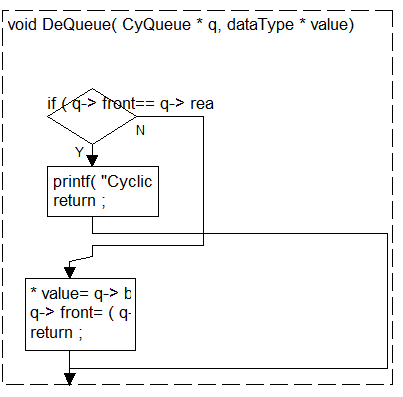 void DeQueue( CyQueue * q, dataType * value)
if ( q-> front== q-> rea
N
Y
printf( "Cyclic
return ;
* value= q-> b
q-> front= ( q-
return ;